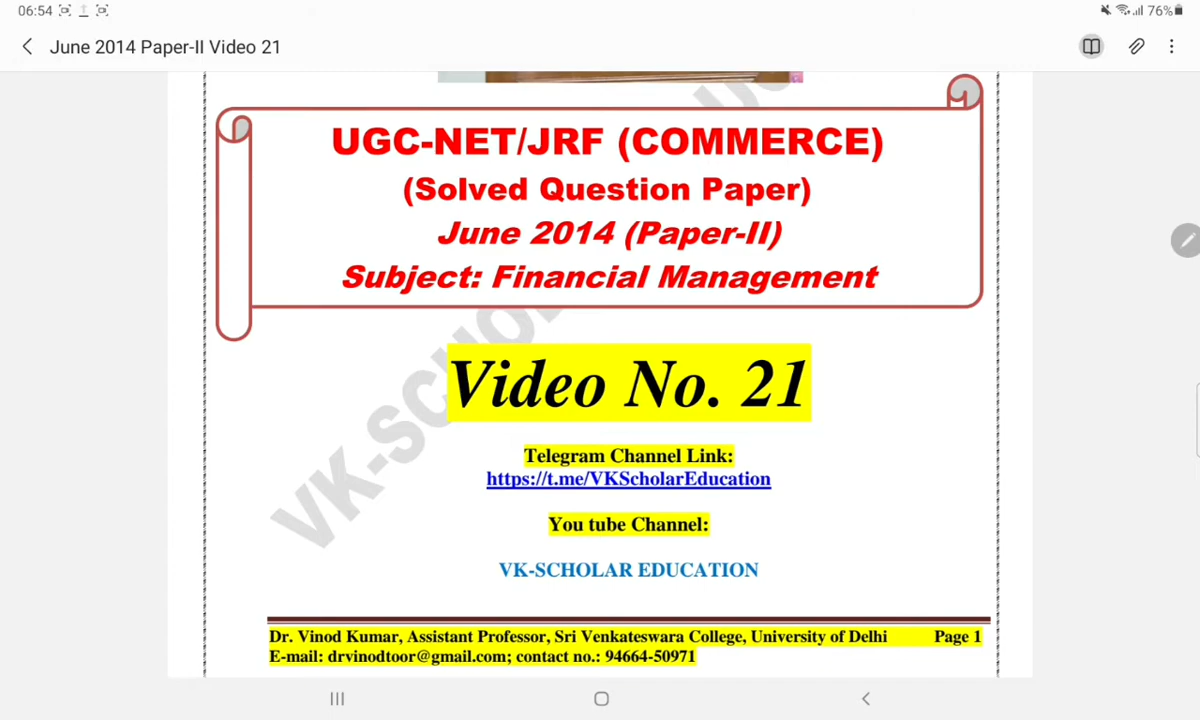 06:54
76%
June 2014 Paper-II Video 21
UGC-NET/JRF (COMMERCE)
(Solved Question Paper)
June 2014 (Paper-II)
Subject: Financial Management
Video No. 21
Telegram Channel Link:
https://t.me/VKScholarEducation
You tube Channel:
VK-SCHOLAR EDUCATION
Dr. Vinod Kumar, Assistant Professor, Sri Venkateswara College, University of Delhi Page 1
E-mail: drvinodtoor@gmail.com; contact no.: 94664-50971